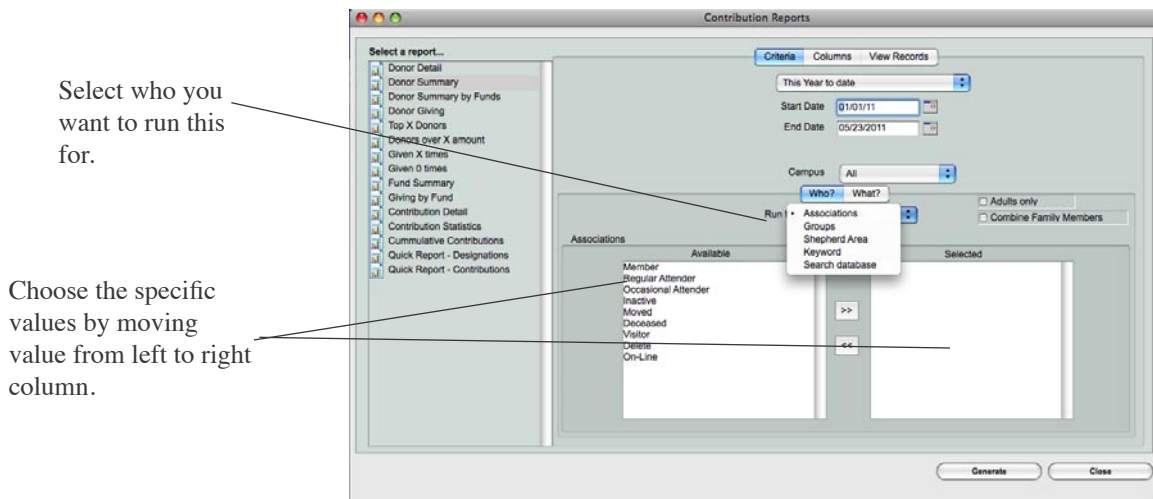 Contribution Reports
Select a report...
Donor Detail
Donor Summary
Donor Summary by Funds
Donor Giving
Top X Donors
Donors over X amount
Given X times
Given 0 times
Fund Summary
Giving by Fund
Contribution Detail
Contribution Statistics
Cummulative Contributions
Quick Report - Designations
Quick Report - Contributions
Select who you
want to run this
for.
Choose the specific
values by moving
value from left to right
column.
Criteria Columns View Records
This Year to date
Start Date 01/01/11
End Date 05/23/2011
Campus All
Who? What?
Run
Associations
Groups
Shepherd Area
Keyword
Search database
Adults only
Combine Family Members
Associations
Available
Member
Regular Attender
Occasional Attender
Inactive
Moved
Deceased
Visitor
Delete
On-Line
>>
<<
Selected
Generate Close